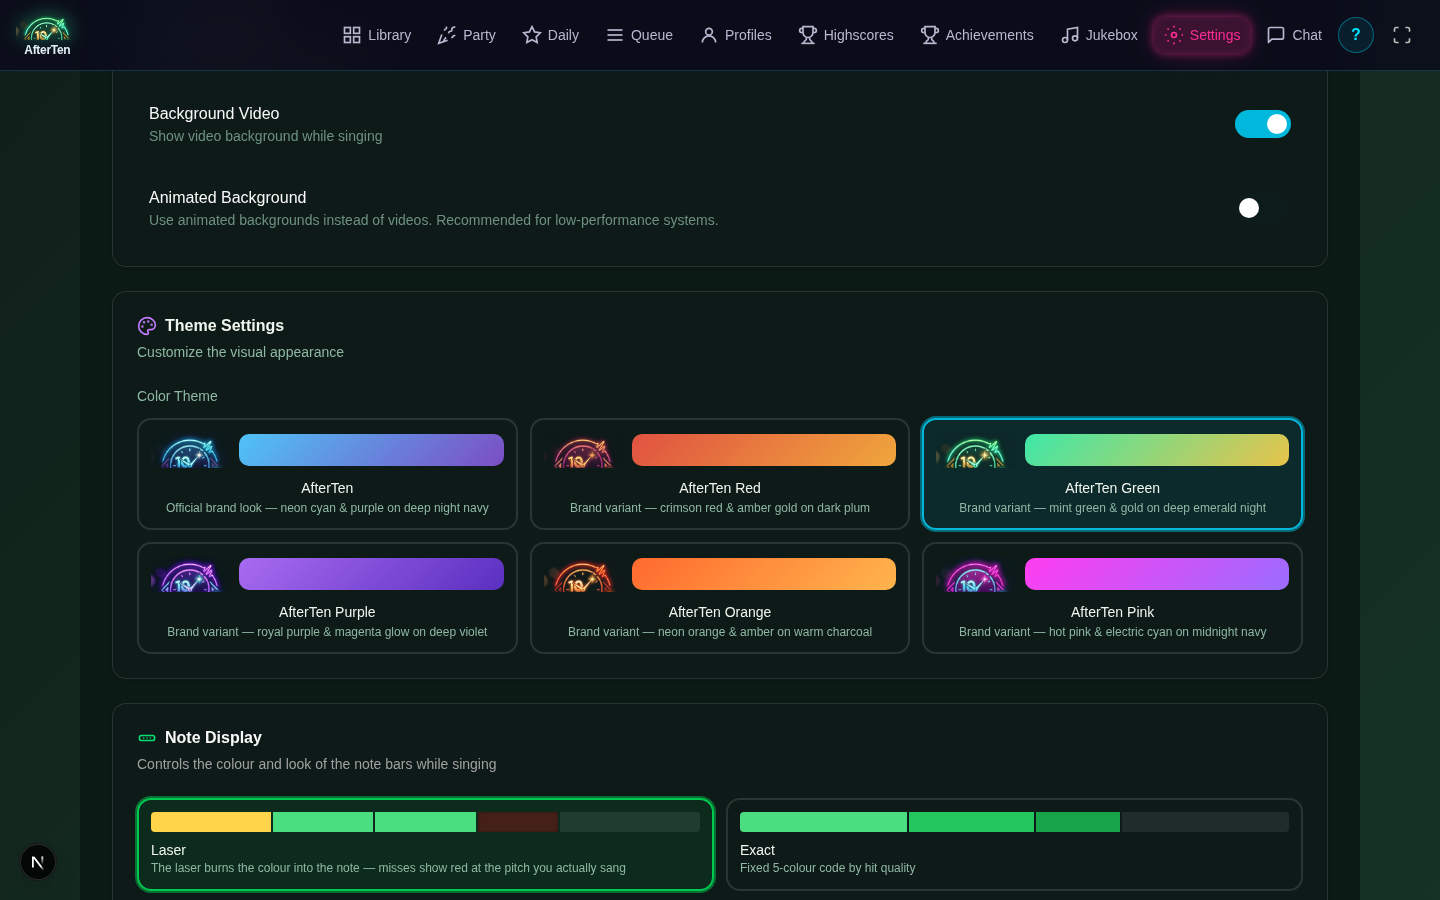 AfterTen
Library
Party
Daily
Queue
Profiles
Highscores
Achievements
Jukebox
Settings
Chat
?
Background Video
Show video background while singing
Animated Background
Use animated backgrounds instead of videos. Recommended for low-performance systems.
Theme Settings
Customize the visual appearance
Color Theme
AfterTen
Official brand look — neon cyan & purple on deep night navy
AfterTen Red
Brand variant — crimson red & amber gold on dark plum
AfterTen Green
Brand variant — mint green & gold on deep emerald night
AfterTen Purple
Brand variant — royal purple & magenta glow on deep violet
AfterTen Orange
Brand variant — neon orange & amber on warm charcoal
AfterTen Pink
Brand variant — hot pink & electric cyan on midnight navy
Note Display
Controls the colour and look of the note bars while singing
Laser
The laser burns the colour into the note — misses show red at the pitch you actually sang
Exact
Fixed 5-colour code by hit quality
N